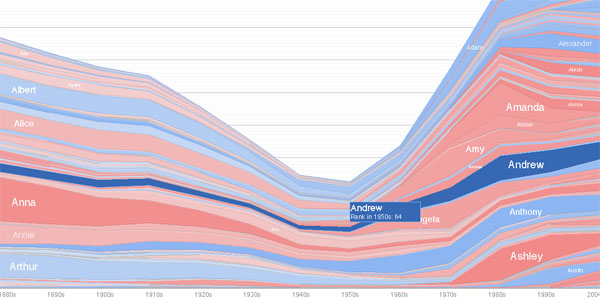 Adam
Alexander
Albert
Alice
Amanda
Amy
Andrew
Andrew
Rank in 1950s: 64
Anna
Annie
Anthony
Arthur
Ashley
Austin
1880s 1890s 1900s 1910s 1920s 1930s 1940s 1950s 1960s 1970s 1980s 1990s